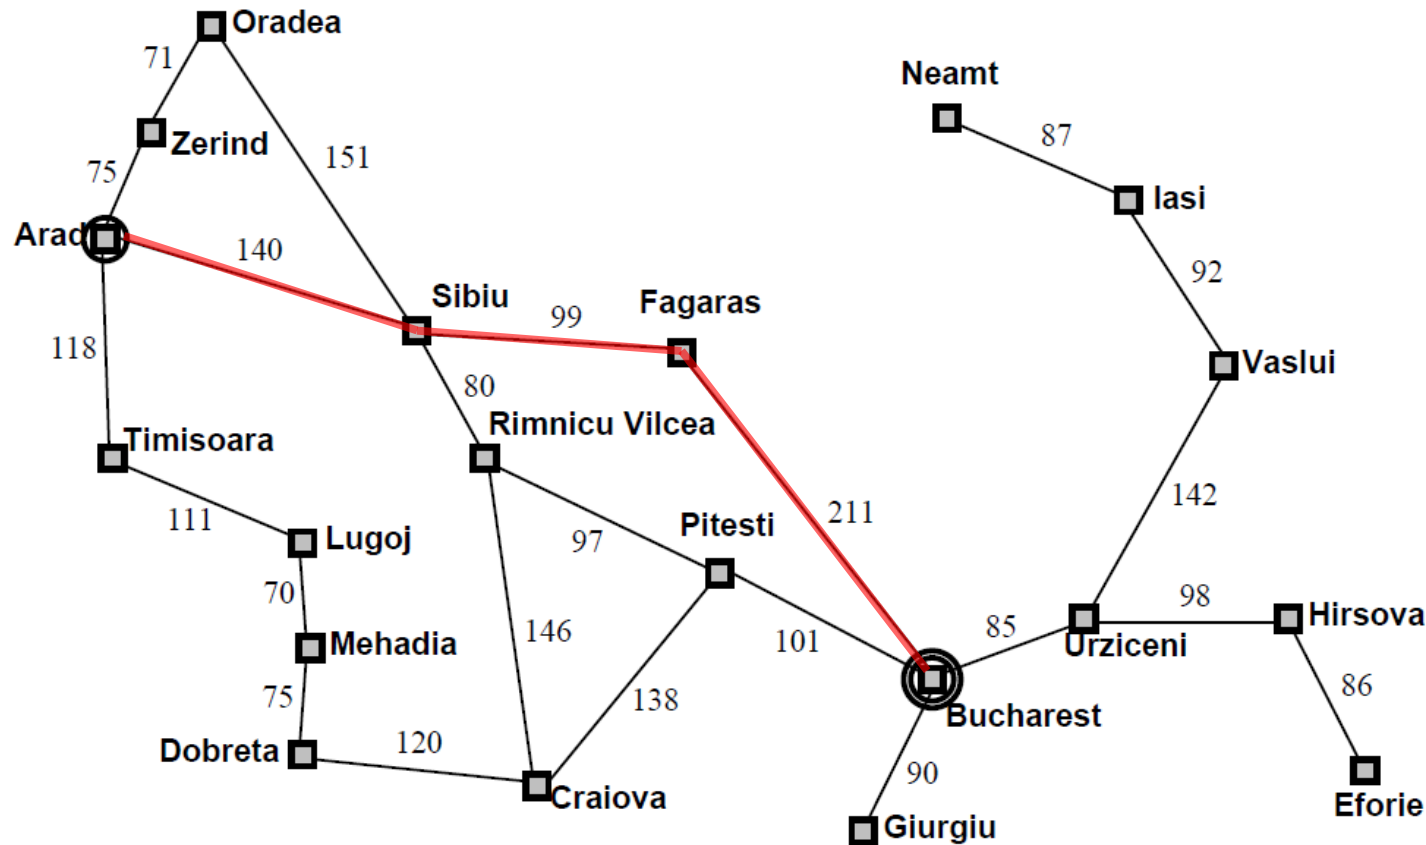 Oradea
71
Neamt
87
Zerind
151
75
Iasi
Arad
140
92
Sibiu
Fagaras
99
118
Vaslui
80
Rimnicu Vilcea
Timisoara
142
211
111
Pitesti
97
Lugoj
70
98
Hirsova
146
101
85
Mehadia
Urziceni
75
138
86
Bucharest
Dobreta
120
90
Craiova
Eforie
Giurgiu